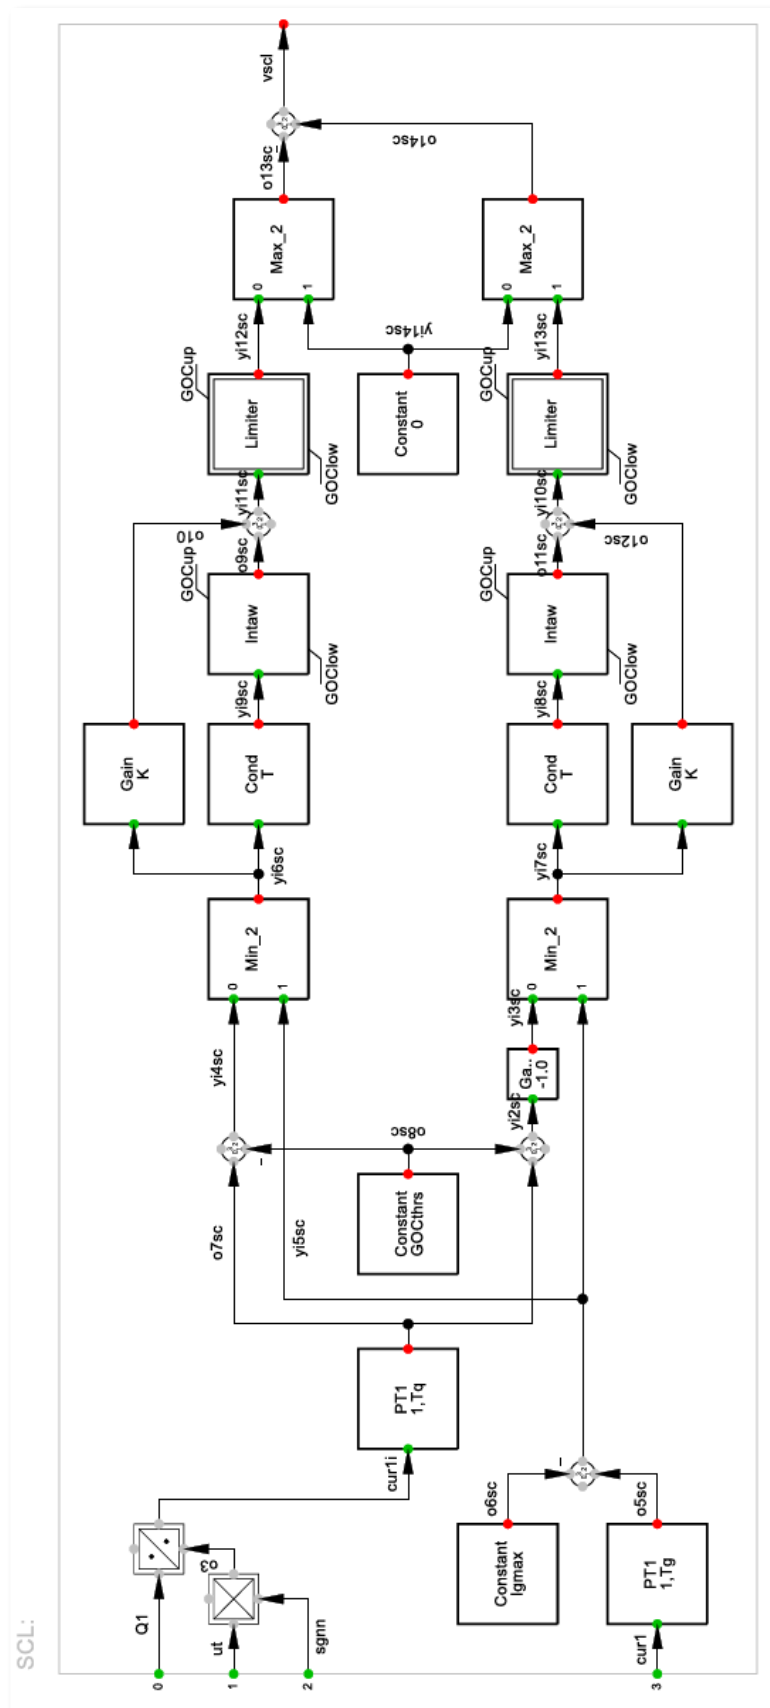 SCL:
0
1
2
3
Q1
ut
sgnn
o3
cur1
cur1i
Constant
Igmax
PT1
1,Tg
o6sc
o5sc
-
PT1
1,Tq
o7sc
yi5sc
Constant
GOCthrs
o8sc
-
yi4sc
yi2sc
Ga..
-1.0
yi3sc
0
1
Min_2
0
1
Min_2
yi6sc
yi7sc
Gain
K
Cond
T
Cond
T
Gain
K
yi9sc
yi8sc
GOCup
Intaw
GOClow
GOCup
Intaw
GOClow
o10
o9sc
o11sc
o12sc
yi11sc
yi10sc
GOCup
Limiter
GOClow
Constant
0
GOCup
Limiter
GOClow
yi12sc
yi14sc
yi13sc
0
1
Max_2
0
1
Max_2
o13sc
-
o14sc
vscl